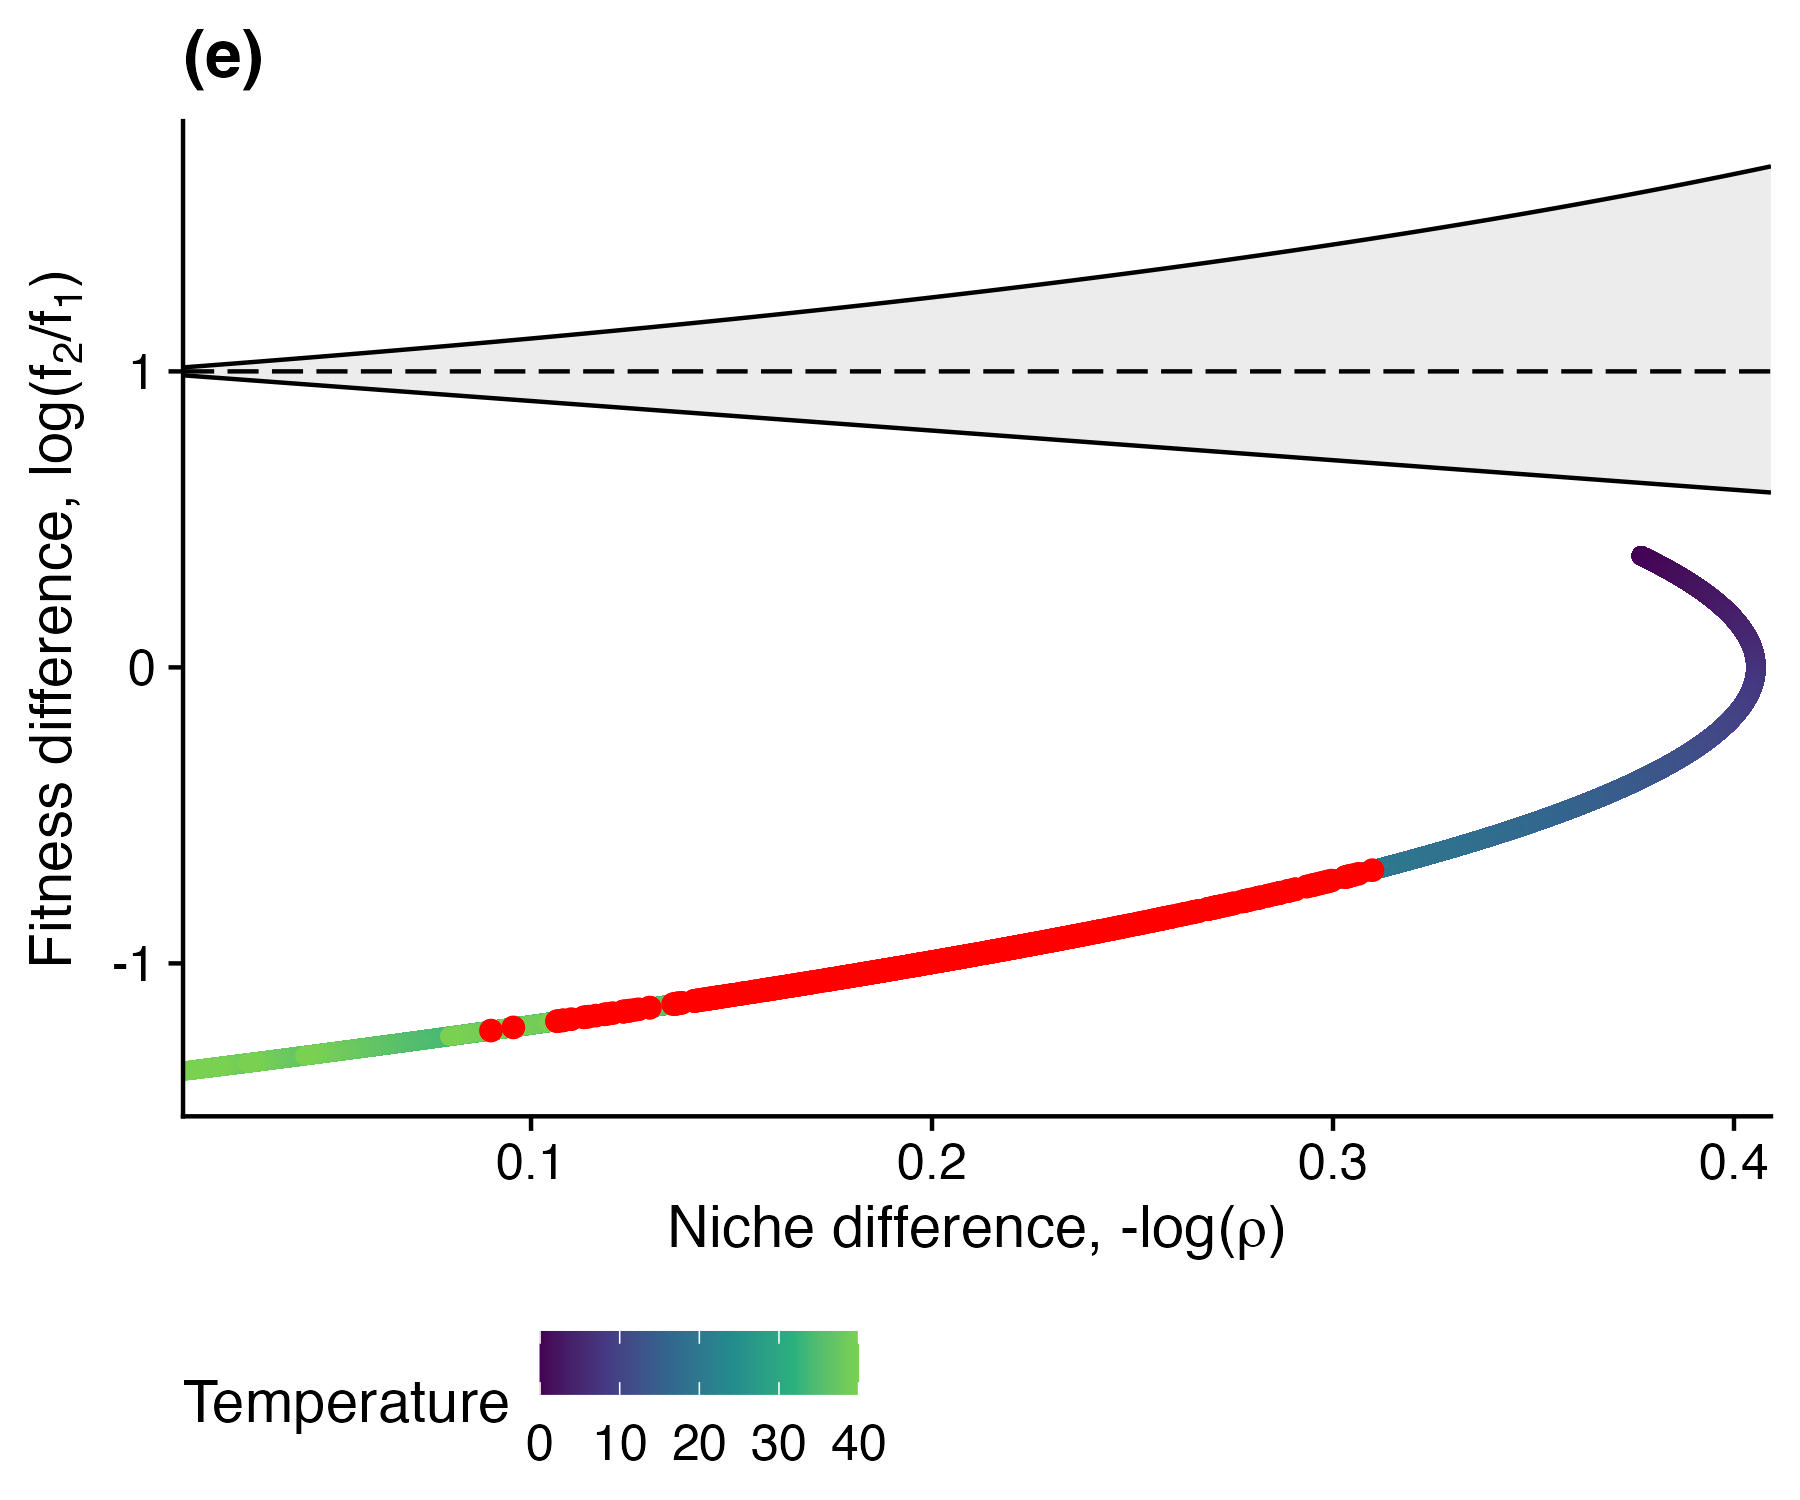 (e)
Fitness difference, log(f₂/f₁)
1
0
-1
0.1 0.2 0.3 0.4
Niche difference, -log(ρ)
Temperature
0 10 20 30 40